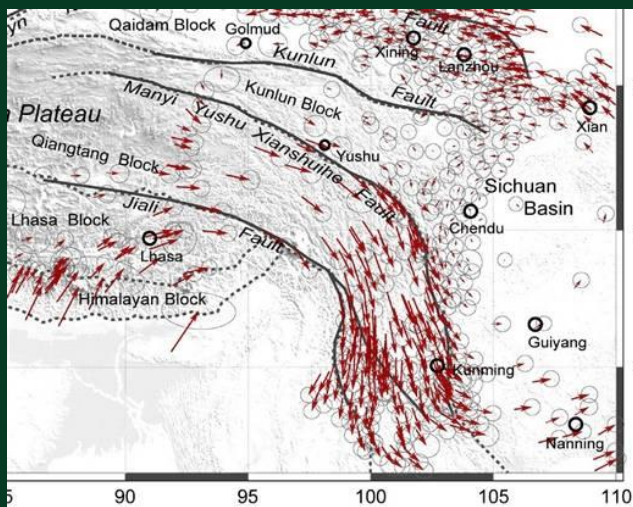 Qaidam Block
Golmud
Fault
Xining
Lanzhou
Kunlun
Fault
Kunlun Block
Manyi Yushu Xianshuihe Fault
Plateau
Xian
Yushu
Qiangtang Block
Sichuan
Basin
Chendu
Jiali
Fault
Lhasa Block
Lhasa
Himalayan Block
Guiyang
Kunming
Nanning
5 90 95 100 105 110